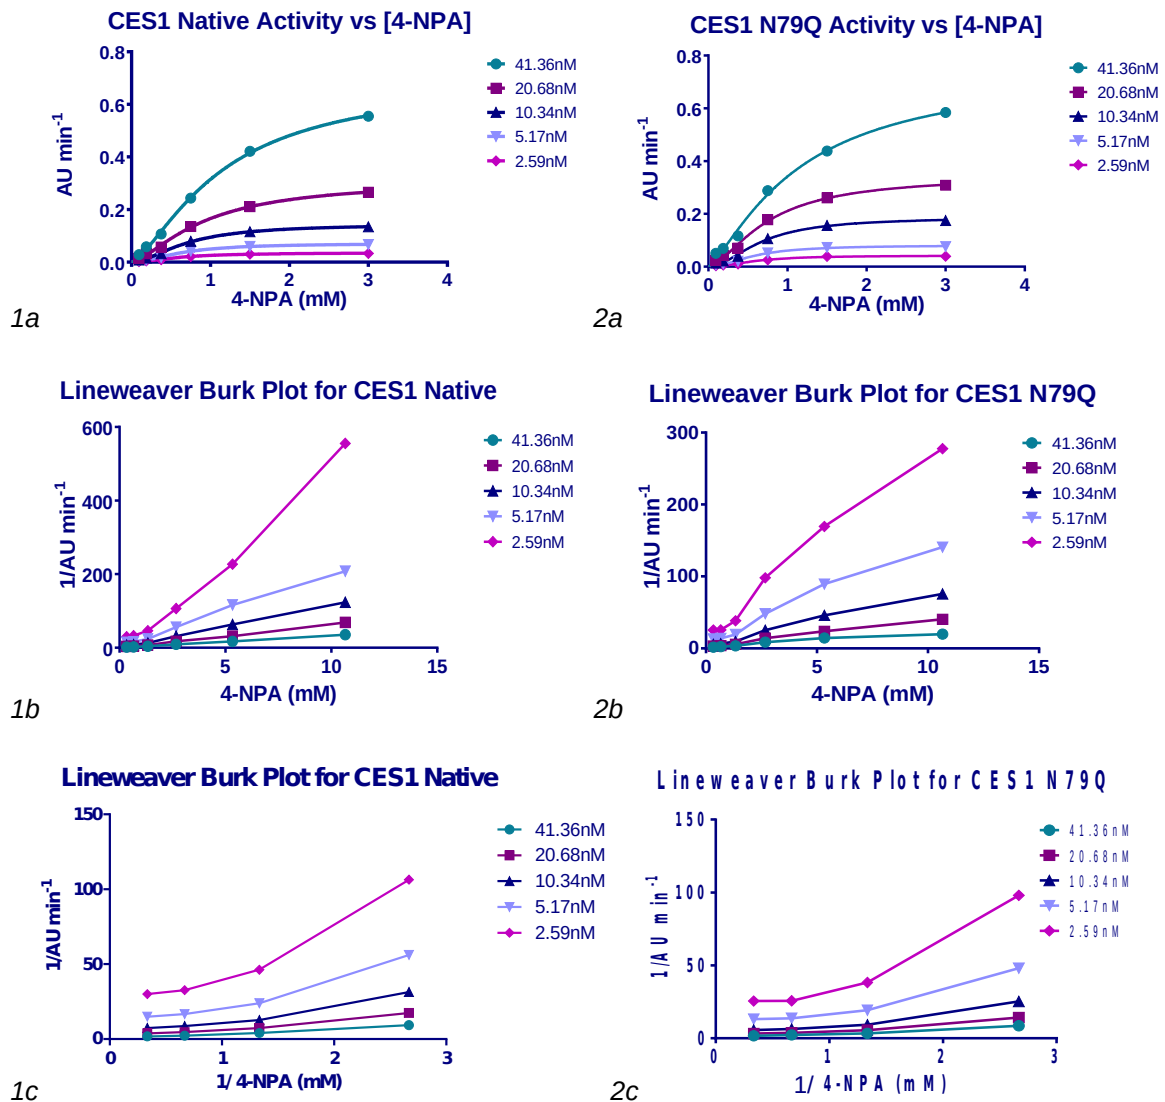 CES1 Native Activity vs [4-NPA]
AU min-1
0.8
0.6
0.4
0.2
0.0
0 1 2 3 4
4-NPA (mM)
41.36nM
20.68nM
10.34nM
5.17nM
2.59nM
1a
CES1 N79Q Activity vs [4-NPA]
AU min-1
0.8
0.6
0.4
0.2
0.0
0 1 2 3 4
4-NPA (mM)
41.36nM
20.68nM
10.34nM
5.17nM
2.59nM
2a
Lineweaver Burk Plot for CES1 Native
1/AU min-1
600
400
200
0
0 5 10 15
4-NPA (mM)
41.36nM
20.68nM
10.34nM
5.17nM
2.59nM
1b
Lineweaver Burk Plot for CES1 N79Q
1/AU min-1
300
200
100
0
0 5 10 15
4-NPA (mM)
41.36nM
20.68nM
10.34nM
5.17nM
2.59nM
2b
Lineweaver Burk Plot for CES1 Native
1/AU min-1
150
100
50
0
0 1 2 3
1/ 4-NPA (mM)
41.36nM
20.68nM
10.34nM
5.17nM
2.59nM
1c
Lineweaver Burk Plot for CES1 N79Q
1/AU min-1
150
100
50
0
0 1 2 3
1/ 4-NPA (mM)
41.36nM
20.68nM
10.34nM
5.17nM
2.59nM
2c